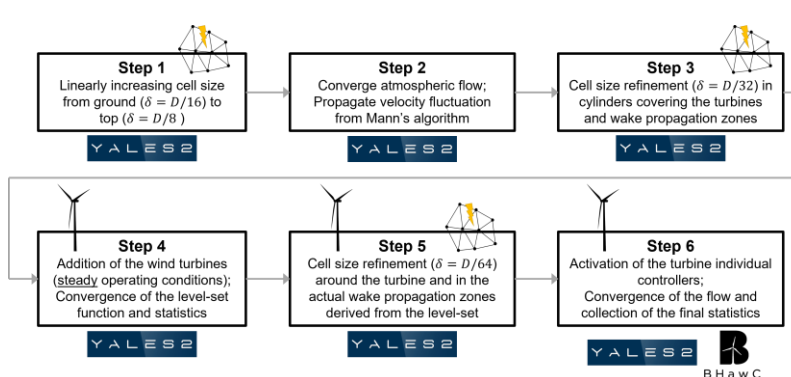 Step 1
Linearly increasing cell size
from ground (δ = D/16) to
top (δ = D/8 )
YALES2
Step 2
Converge atmospheric flow;
Propagate velocity fluctuation
from Mann's algorithm
YALES2
Step 3
Cell size refinement (δ = D/32) in
cylinders covering the turbines
and wake propagation zones
YALES2
Step 4
Addition of the wind turbines
(steady operating conditions);
Convergence of the level-set
function and statistics
YALES2
Step 5
Cell size refinement (δ = D/64)
around the turbine and in the
actual wake propagation zones
derived from the level-set
YALES2
Step 6
Activation of the turbine individual
controllers;
Convergence of the flow and
collection of the final statistics
YALES2
BHawC